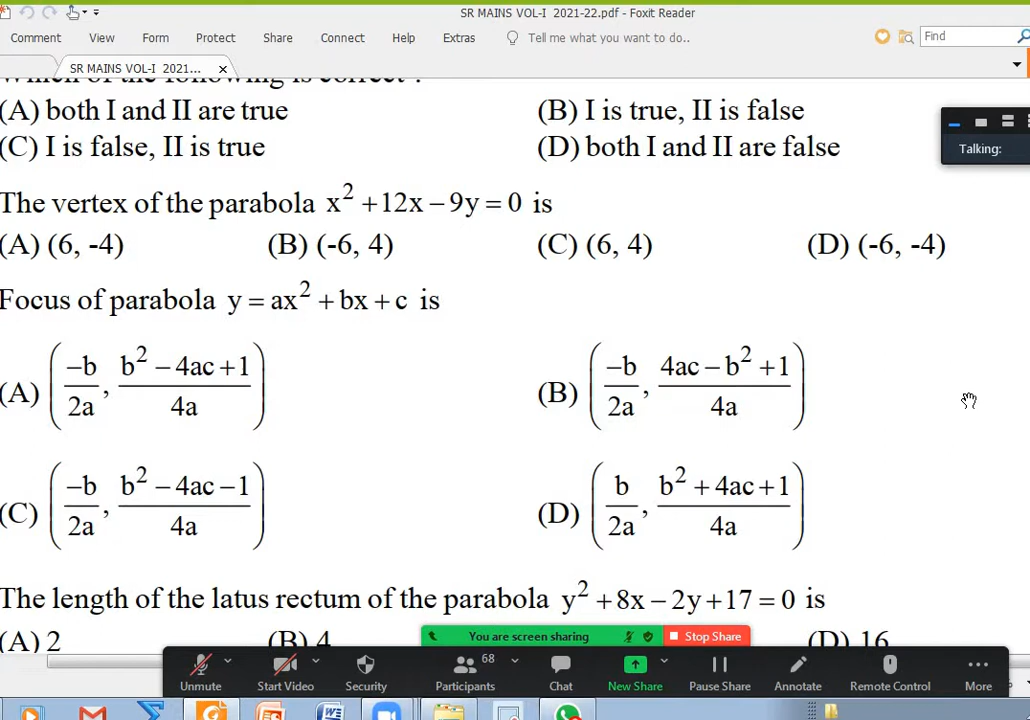 SR MAINS VOL-I 2021-22.pdf - Foxit Reader
Comment View Form Protect Share Connect Help Extras Tell me what you want to do.. Find
SR MAINS VOL-I 2021... ×
Which of the following is correct ?
(A) both I and II are true (B) I is true, II is false
Talking:
(C) I is false, II is true (D) both I and II are false
The vertex of the parabola x² + 12x − 9y = 0 is
(A) (6, -4) (B) (-6, 4) (C) (6, 4) (D) (-6, -4)
Focus of parabola y = ax² + bx + c is
(A) (−b/2a, (b² − 4ac + 1)/4a) (B) (−b/2a, (4ac − b² + 1)/4a)
(C) (−b/2a, (b² − 4ac − 1)/4a) (D) (b/2a, (b² + 4ac + 1)/4a)
The length of the latus rectum of the parabola y² + 8x − 2y + 17 = 0 is
(A) 2 (B) 4 (D) 16
You are screen sharing Stop Share
68
Unmute Start Video Security Participants Chat New Share Pause Share Annotate Remote Control More